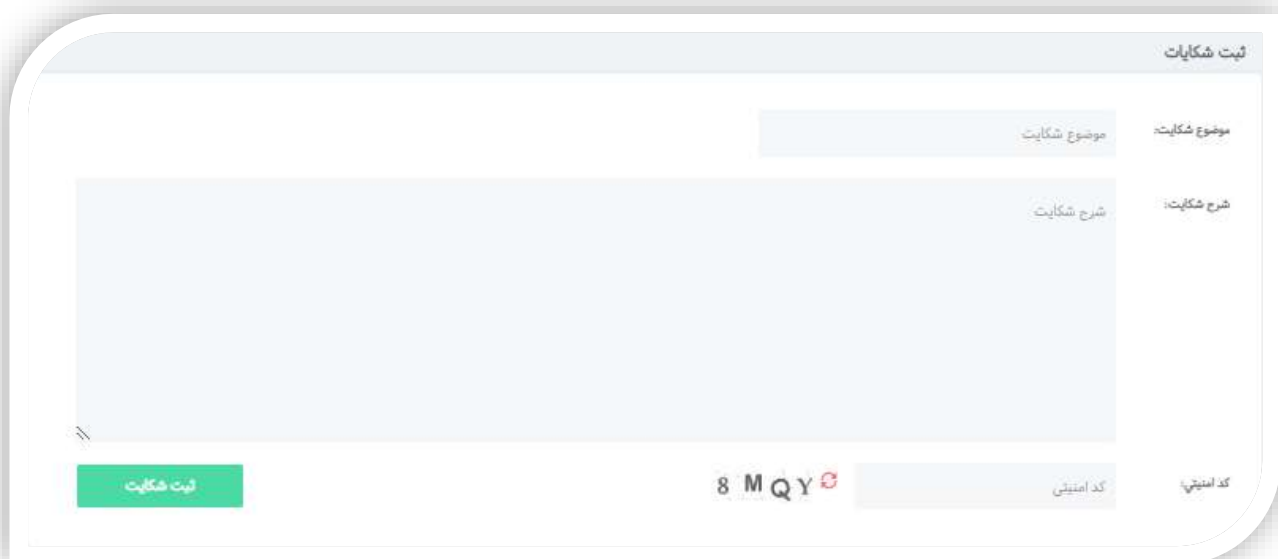 ثبت شکایات
موضوع شکایت:
موضوع شکایت
شرح شکایت:
شرح شکایت
کد امنیتی:
کد امنیتی
8 M Q Y
ثبت شکایت